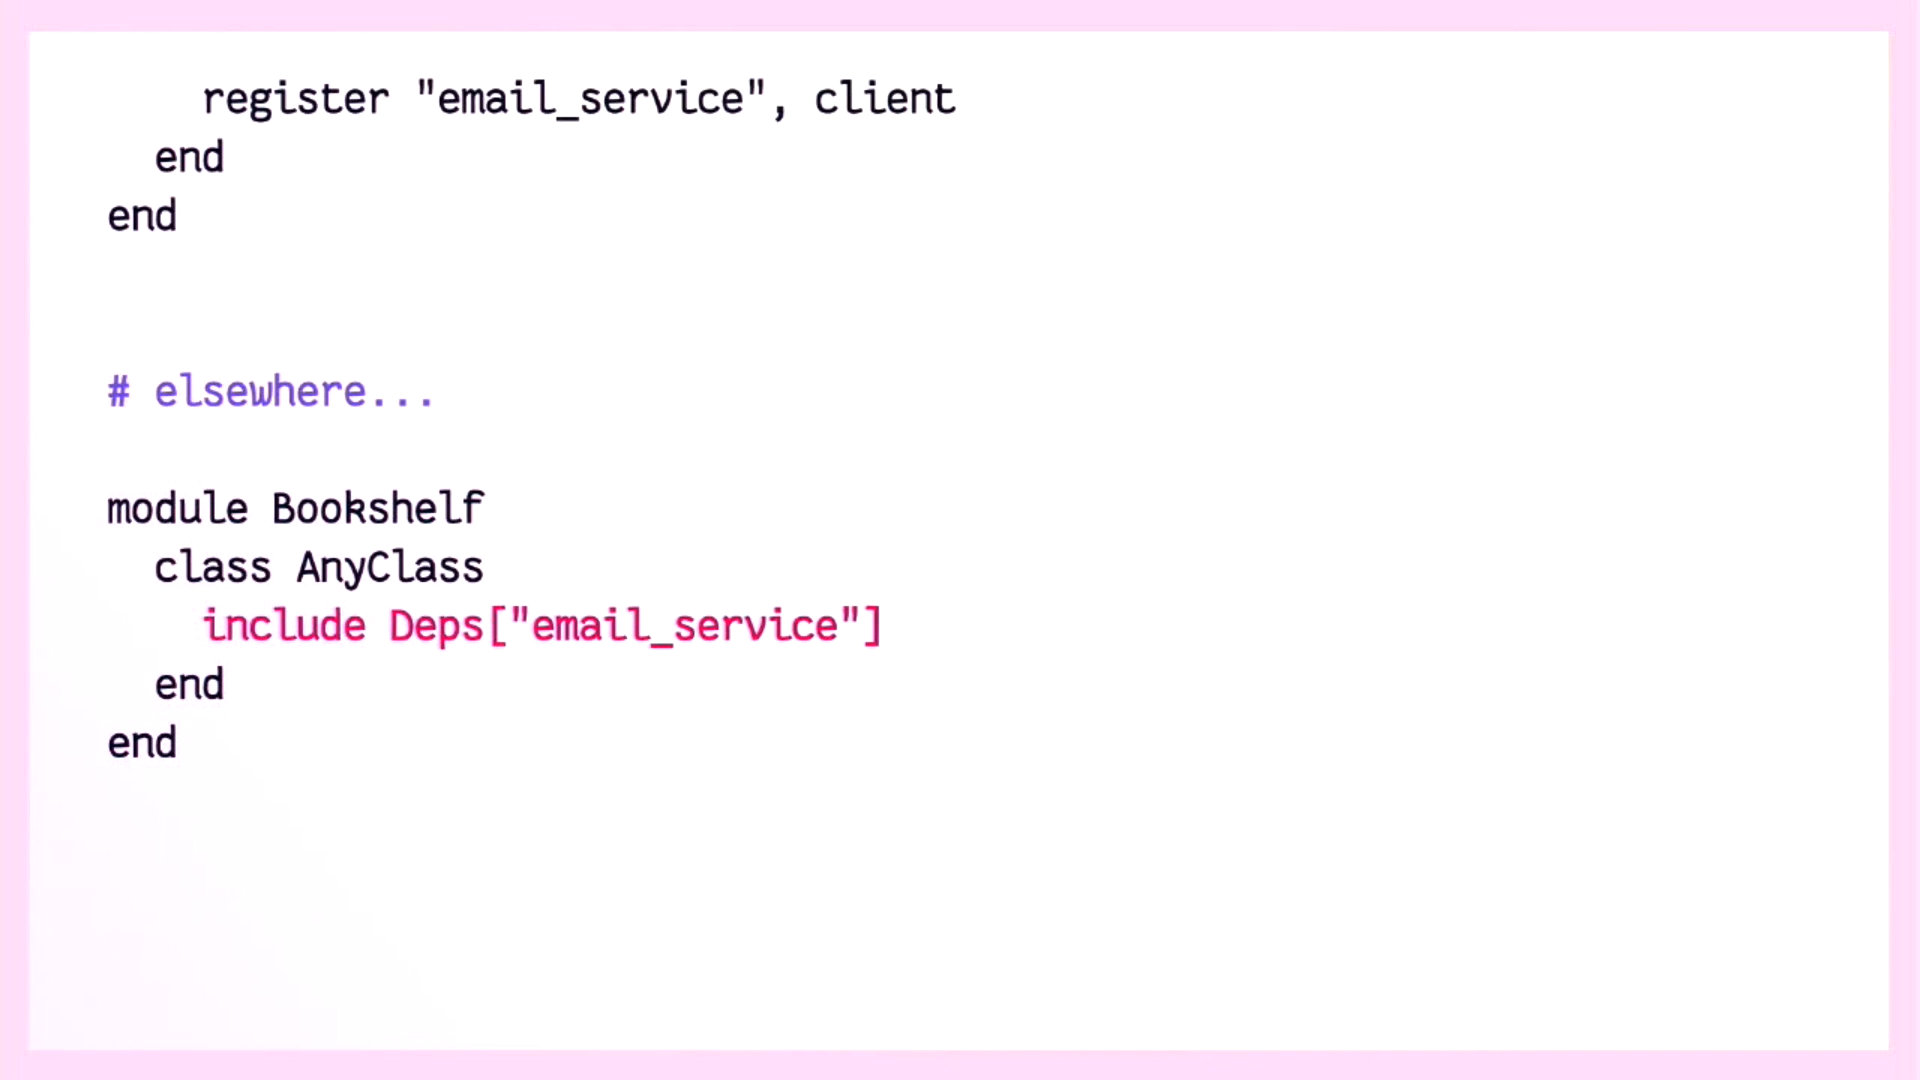 register "email_service", client
end
end
# elsewhere...
module Bookshelf
class AnyClass
include Deps["email_service"]
end
end